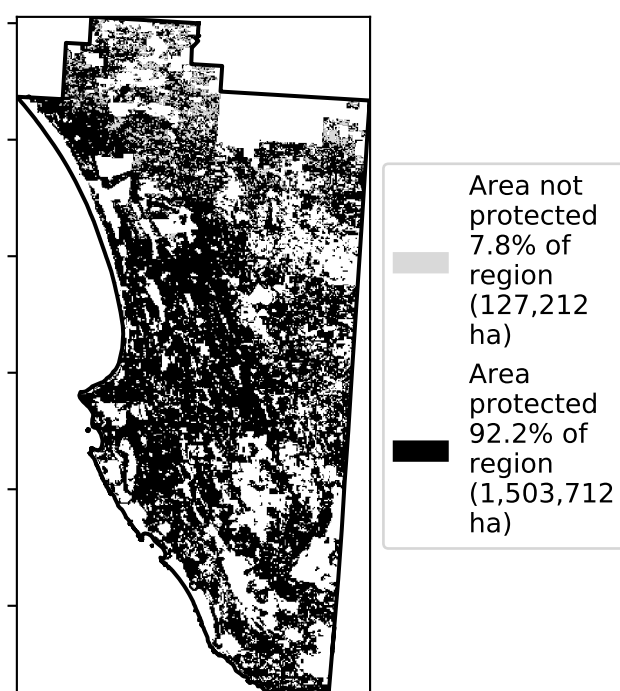 Area not
protected
7.8% of
region
(127,212
ha)
Area
protected
92.2% of
region
(1,503,712
ha)